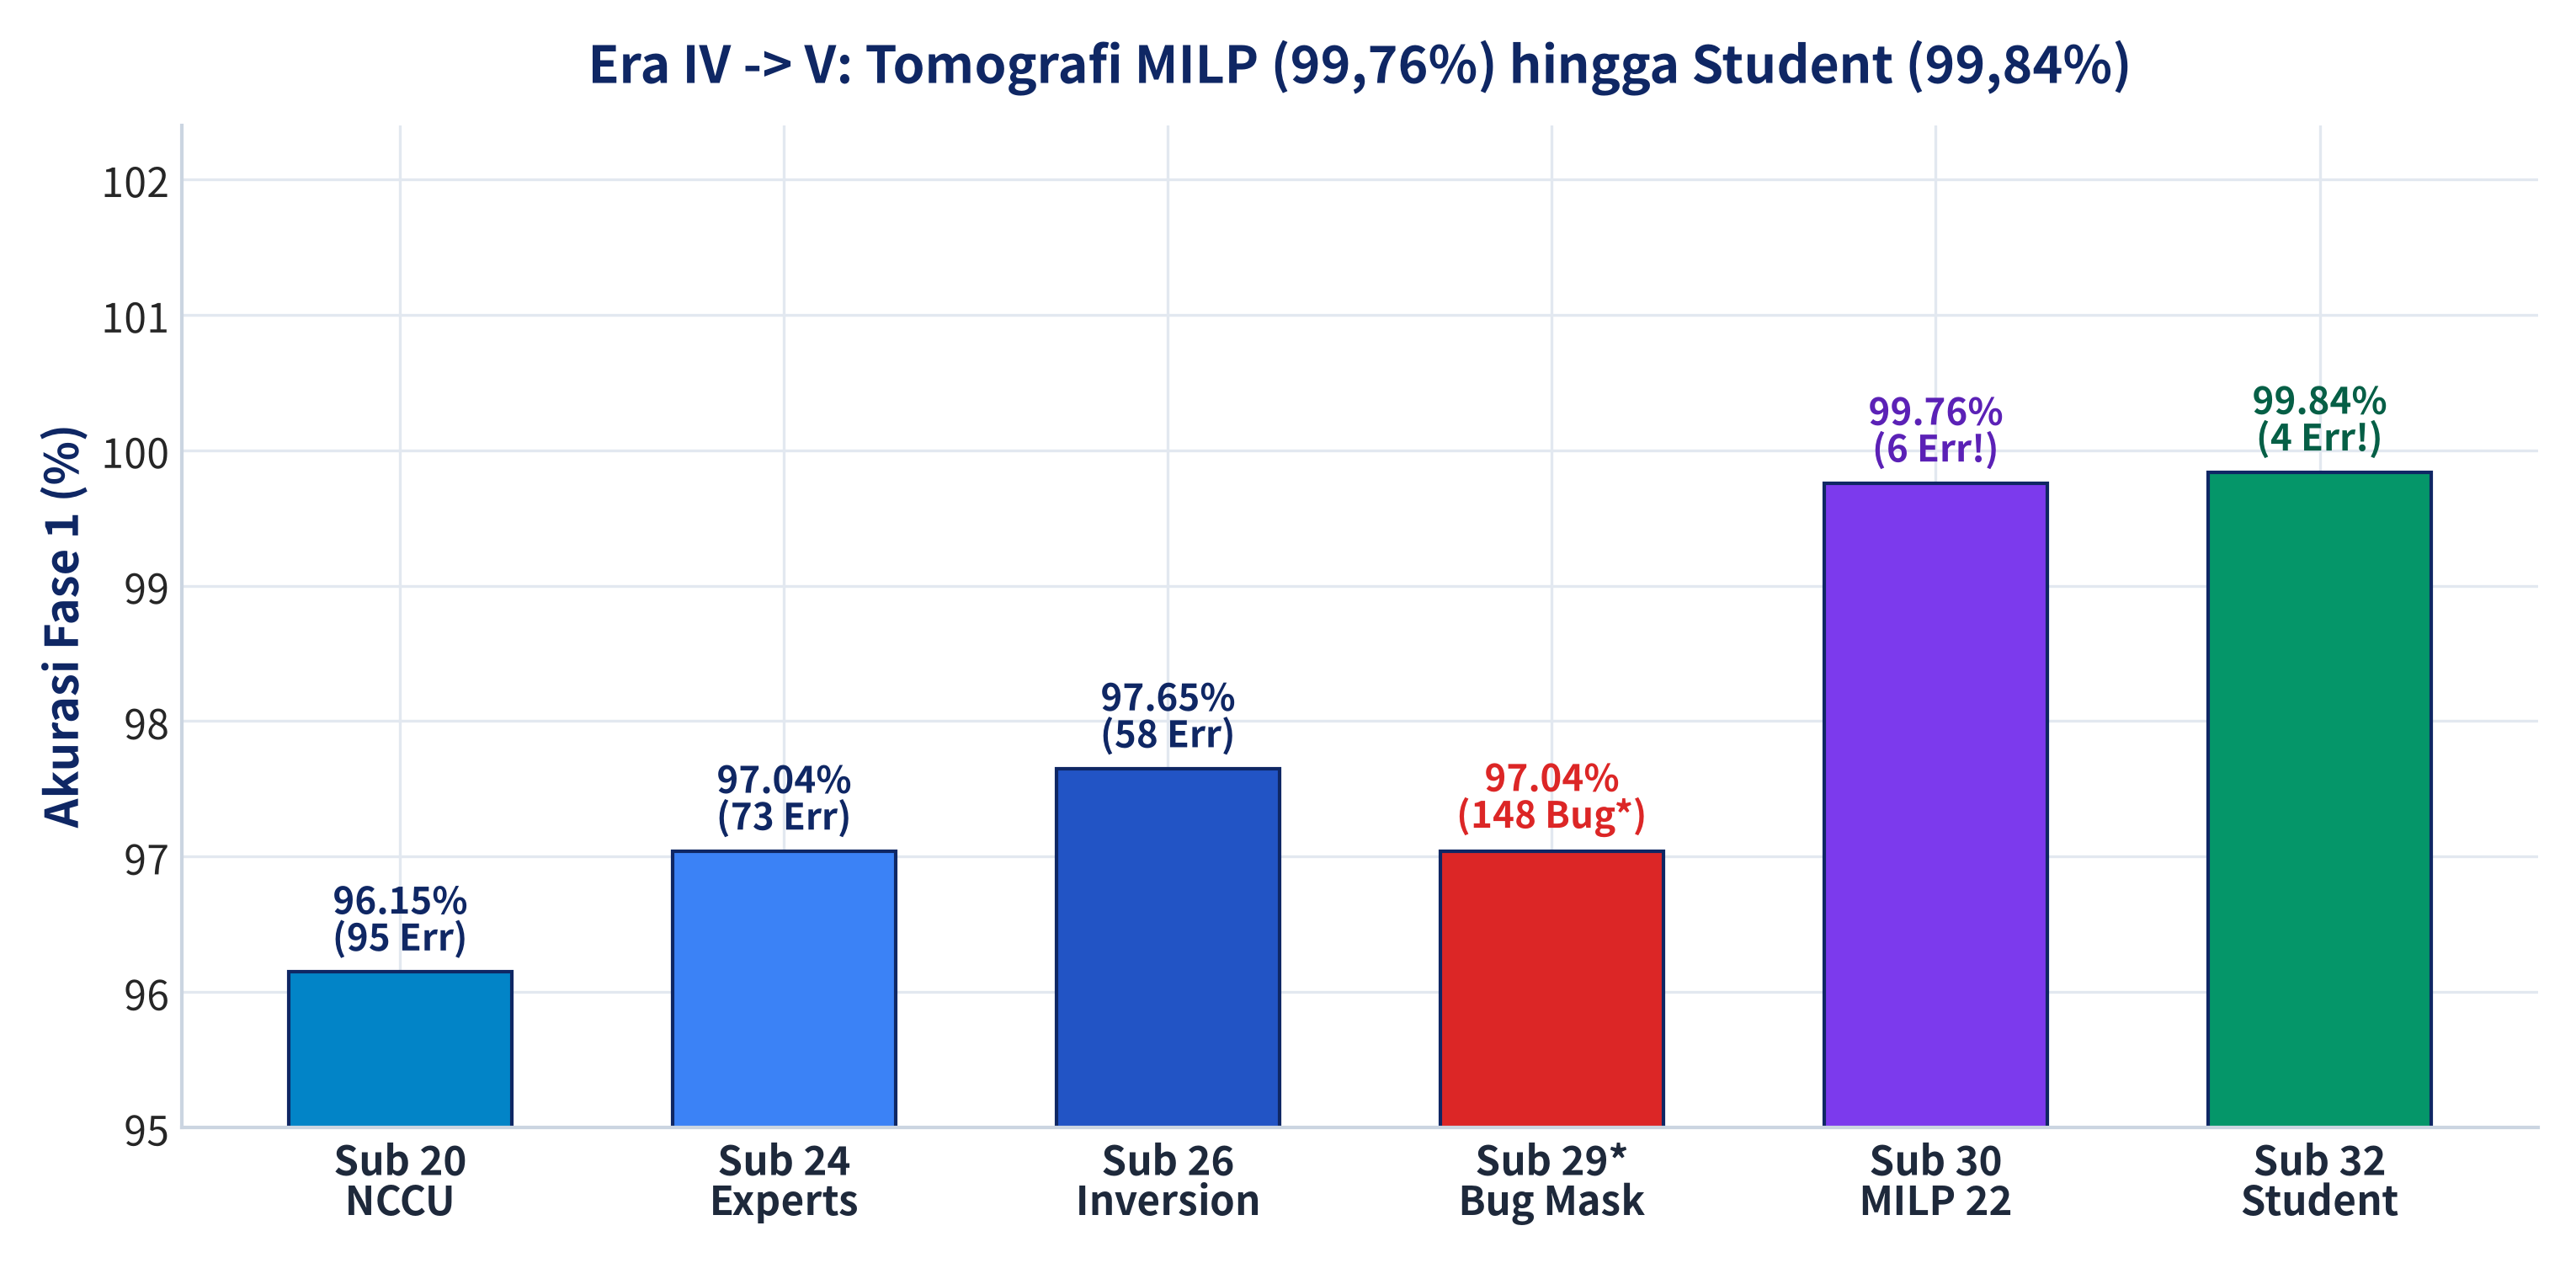 Era IV -> V: Tomografi MILP (99,76%) hingga Student (99,84%)
Akurasi Fase 1 (%)
102
101
100
99
98
97
96
95
96.15%
(95 Err)
97.04%
(73 Err)
97.65%
(58 Err)
97.04%
(148 Bug*)
99.76%
(6 Err!)
99.84%
(4 Err!)
Sub 20
NCCU
Sub 24
Experts
Sub 26
Inversion
Sub 29*
Bug Mask
Sub 30
MILP 22
Sub 32
Student